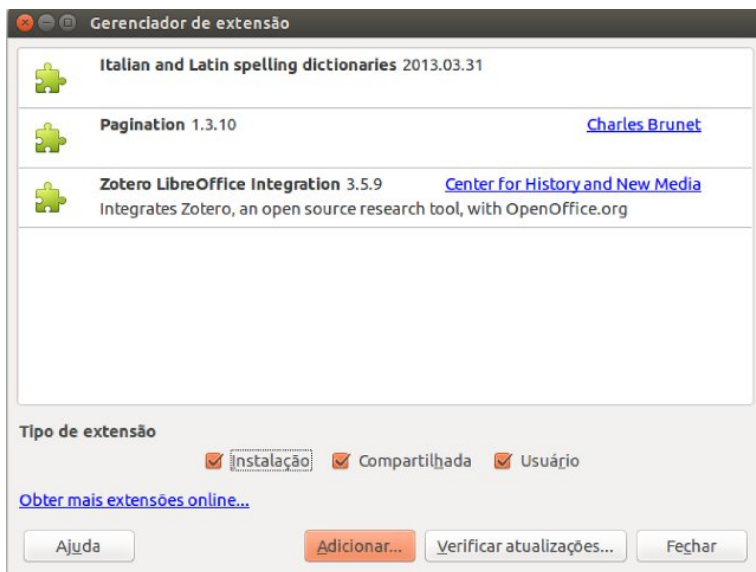 Gerenciador de extensão
Italian and Latin spelling dictionaries 2013.03.31
Pagination 1.3.10 Charles Brunet
Zotero LibreOffice Integration 3.5.9 Center for History and New Media
Integrates Zotero, an open source research tool, with OpenOffice.org
Tipo de extensão
Instalação Compartilhada Usuário
Obter mais extensões online...
Ajuda Adicionar... Verificar atualizações... Fechar